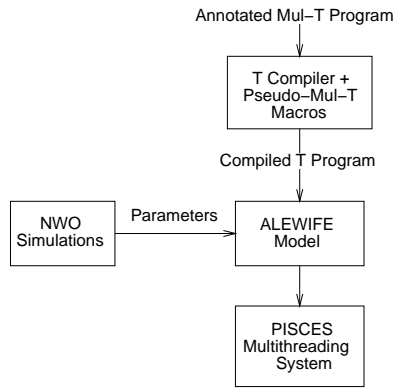 Annotated Mul−T Program
T Compiler +
Pseudo−Mul−T
Macros
Compiled T Program
Parameters
NWO
Simulations
ALEWIFE
Model
PISCES
Multithreading
System